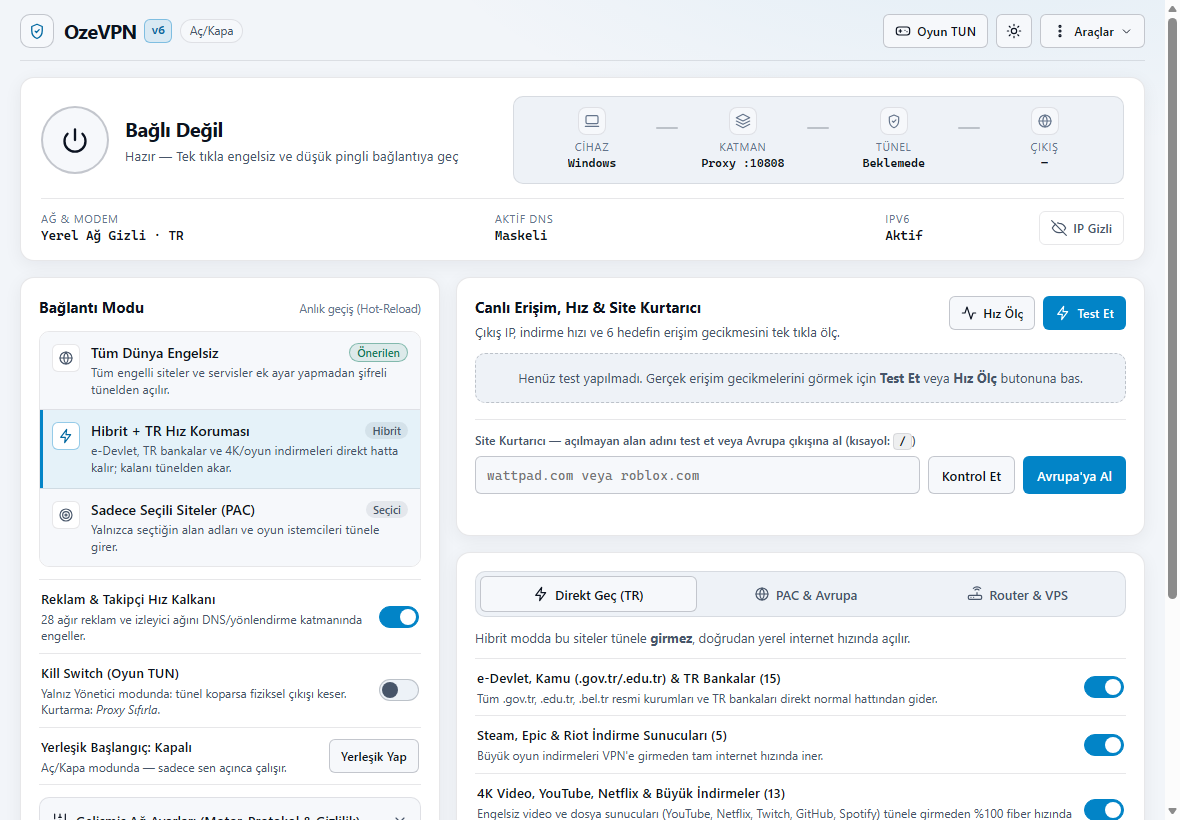 OzeVPN v6 Aç/Kapa
Oyun TUN
Araçlar
Bağlı Değil
Hazır — Tek tıkla engelsiz ve düşük pingli bağlantıya geç
CİHAZ
Windows
KATMAN
Proxy :10808
TÜNEL
Beklemede
ÇIKIŞ
—
AĞ & MODEM
Yerel Ağ Gizli · TR
AKTİF DNS
Maskeli
IPV6
Aktif
IP Gizli
Bağlantı Modu
Anlık geçiş (Hot-Reload)
Tüm Dünya Engelsiz
Önerilen
Tüm engelli siteler ve servisler ek ayar yapmadan şifreli
tünelden açılır.
Hibrit + TR Hız Koruması
Hibrit
e-Devlet, TR bankalar ve 4K/oyun indirmeleri direkt hatta
kalır; kalanı tünelden akar.
Sadece Seçili Siteler (PAC)
Seçici
Yalnızca seçtiğin alan adları ve oyun istemcileri tünele
girer.
Reklam & Takipçi Hız Kalkanı
28 ağır reklam ve izleyici ağını DNS/yönlendirme katmanında
engeller.
Kill Switch (Oyun TUN)
Yalnız Yönetici modunda: tünel koparsa fiziksel çıkışı keser.
Kurtarma: Proxy Sıfırla.
Yerleşik Başlangıç: Kapalı
Aç/Kapa modunda — sadece sen açınca çalışır.
Yerleşik Yap
Gelişmiş Ağ Ayarları (Motor, Protokol & Gizlilik)
Canlı Erişim, Hız & Site Kurtarıcı
Çıkış IP, indirme hızı ve 6 hedefin erişim gecikmesini tek tıkla ölç.
Hız Ölç
Test Et
Henüz test yapılmadı. Gerçek erişim gecikmelerini görmek için Test Et veya Hız Ölç butonuna bas.
Site Kurtarıcı — açılmayan alan adını test et veya Avrupa çıkışına al (kısayol: / )
wattpad.com veya roblox.com
Kontrol Et
Avrupa'ya Al
Direkt Geç (TR)
PAC & Avrupa
Router & VPS
Hibrit modda bu siteler tünele girmez, doğrudan yerel internet hızında açılır.
e-Devlet, Kamu (.gov.tr/.edu.tr) & TR Bankalar (15)
Tüm .gov.tr, .edu.tr, .bel.tr resmi kurumları ve TR bankaları direkt normal hattından gider.
Steam, Epic & Riot İndirme Sunucuları (5)
Büyük oyun indirmeleri VPN'e girmeden tam internet hızında iner.
4K Video, YouTube, Netflix & Büyük İndirmeler (13)
Engelsiz video ve dosya sunucuları (YouTube, Netflix, Twitch, GitHub, Spotify) tünele girmeden %100 fiber hızında